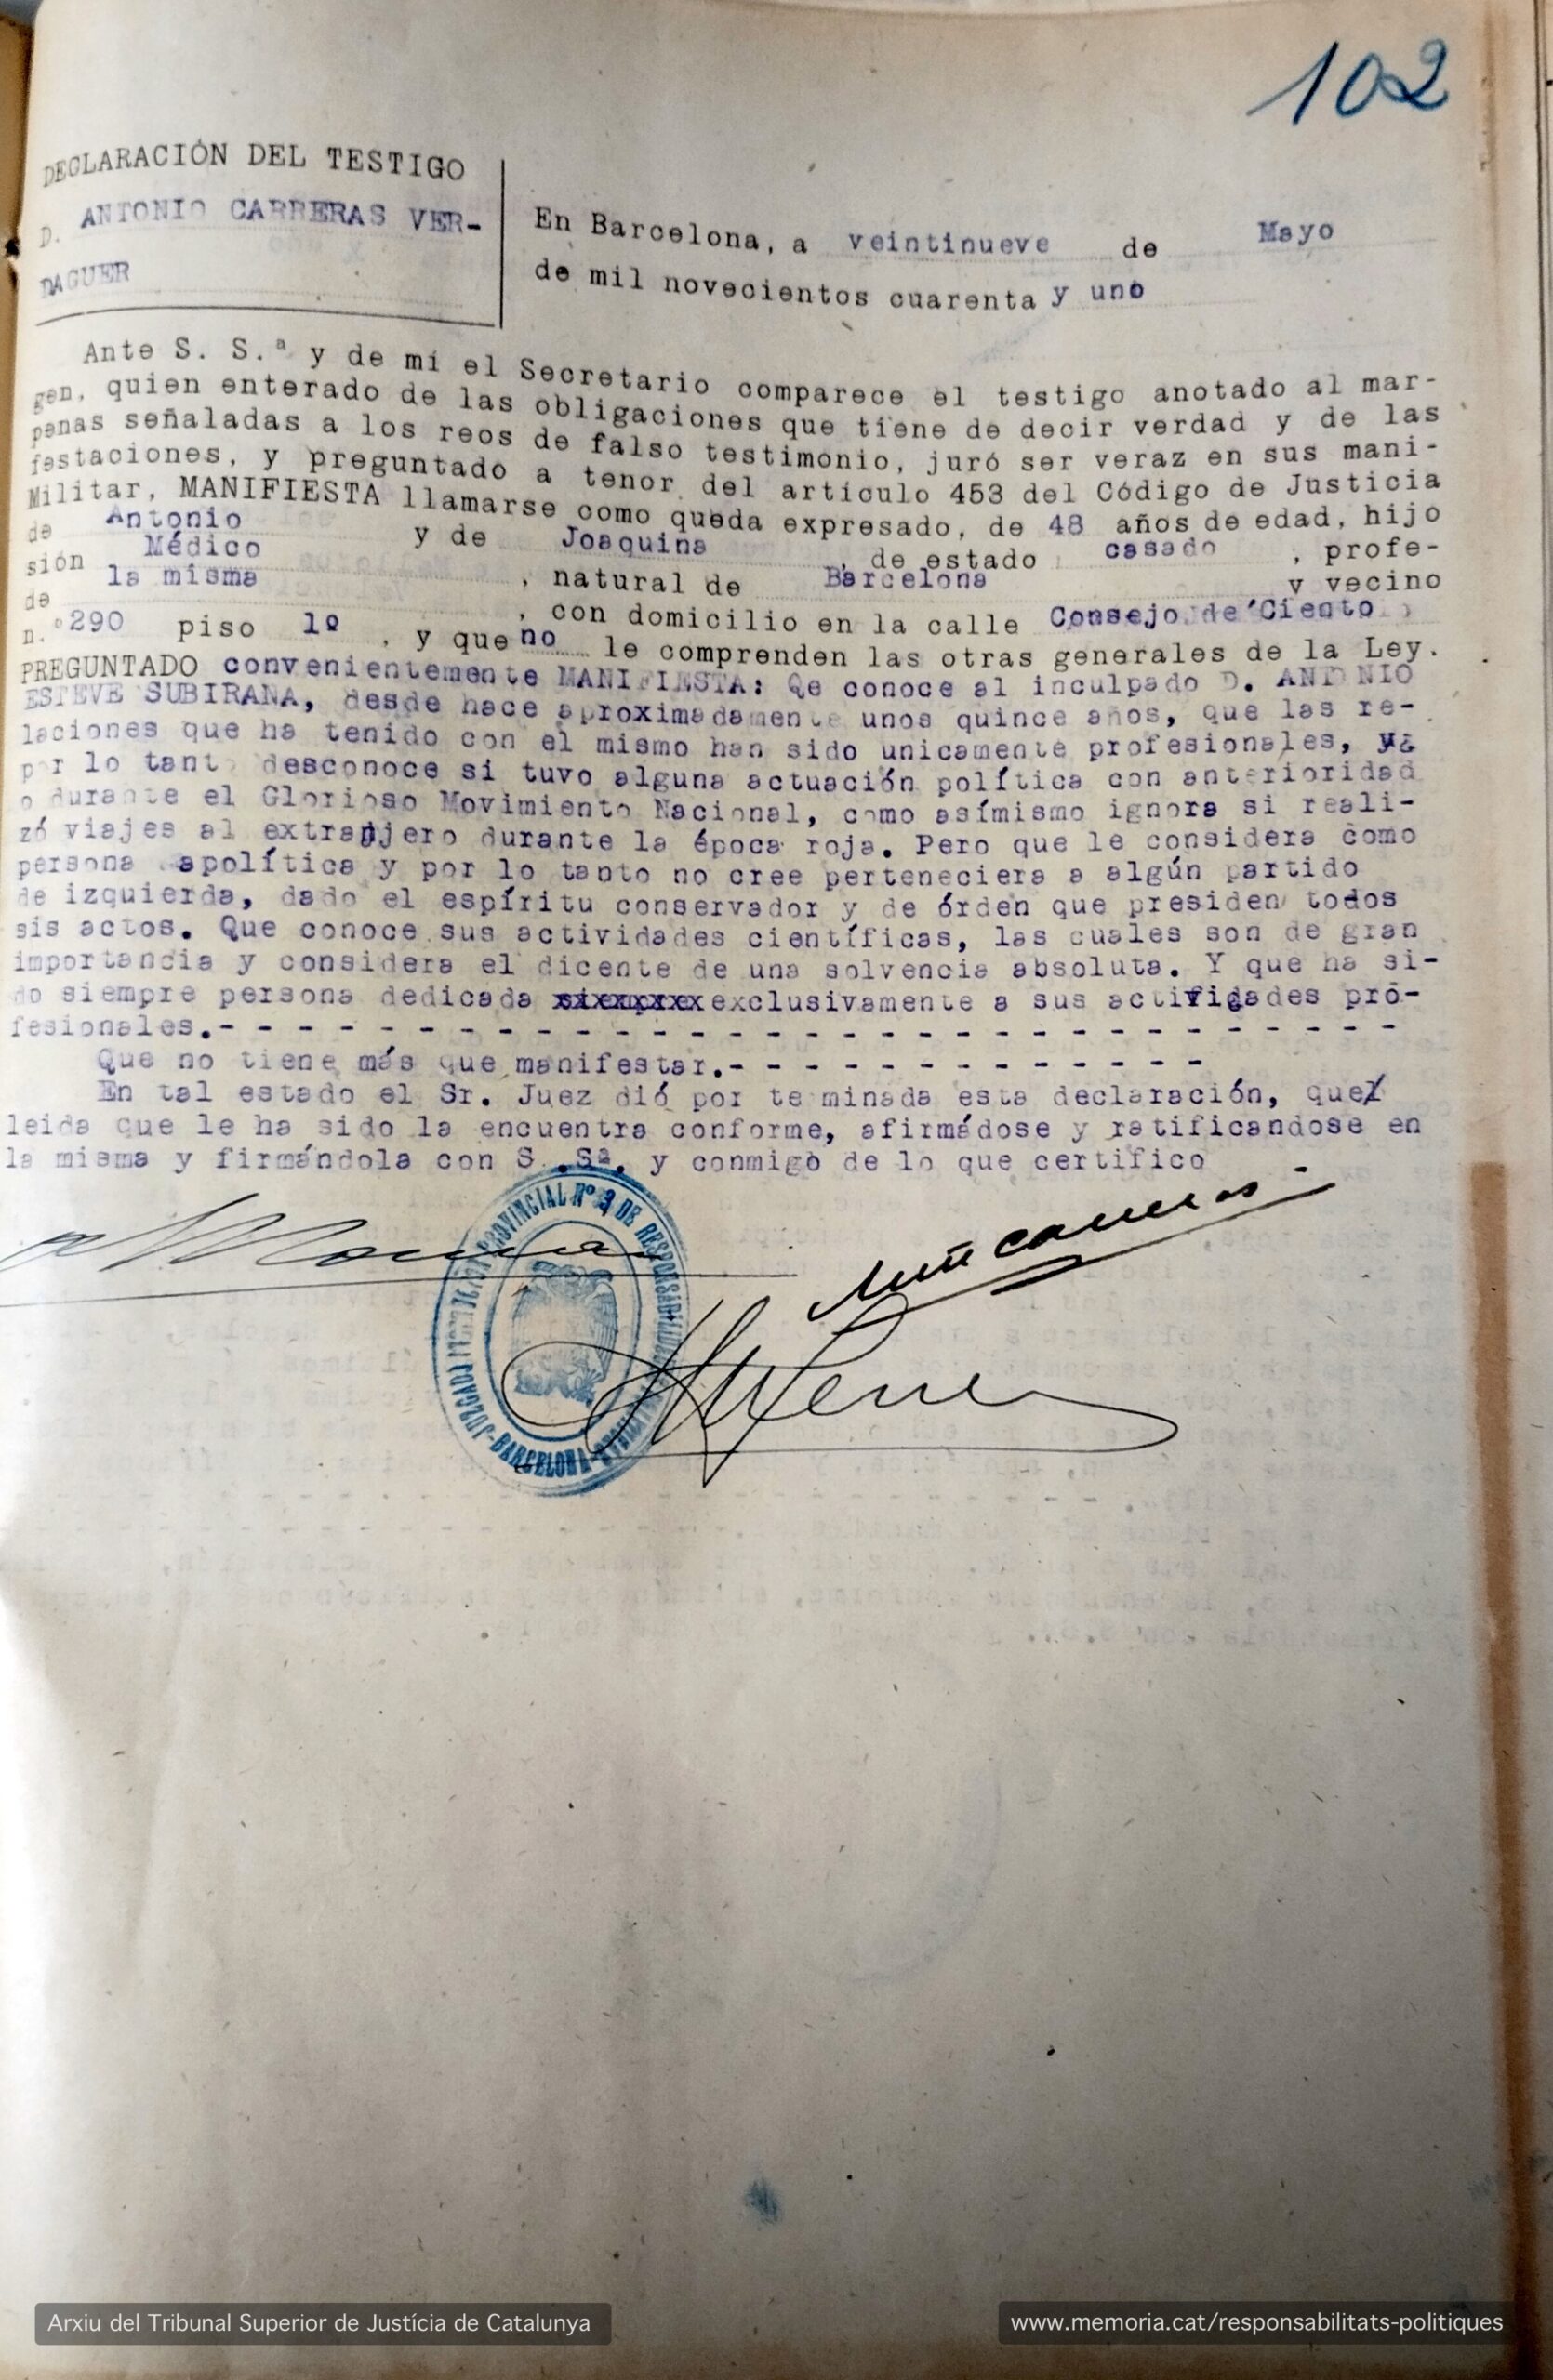 102
DECLARACIÓN DEL TESTIGO
D. ANTONIO CARRERAS VER-
DAGUER
En Barcelona, a veintinueve de Mayo
de mil novecientos cuarenta y uno
Ante S. S.ª y de mí el Secretario comparece el testigo anotado al mar-
gen, quien enterado de las obligaciones que tiene de decir verdad y de las
penas señaladas a los reos de falso testimonio, juró ser veraz en sus mani-
festaciones, y preguntado a tenor del artículo 453 del Código de Justicia
Militar, MANIFIESTA llamarse como queda expresado, de 48 años de edad, hijo
de Antonio y de Joaquina, de estado casado, profe-
sión Médico, natural de Barcelona y vecino
de la misma, con domicilio en la calle Consejo de Ciento
n.º 290 piso 1º, y que no le comprenden las otras generales de la Ley.
PREGUNTADO convenientemente MANIFIESTA: Qe conoce al inculpado D. ANTONIO
ESTEVE SUBIRANA, desde hace aproximadamente unos quince años, que las re-
laciones que ha tenido con el mismo han sido unicamente profesionales, y
por lo tanto desconoce si tuvo alguna actuación política con anterioridad
o durante el Glorioso Movimiento Nacional, como asímismo ignora si reali-
zó viajes al extranjero durante la época roja. Pero que le considera como
persona apolítica y por lo tanto no cree perteneciera a algún partido
de izquierda, dado el espíritu conservador y de órden que presiden todos
sis actos. Que conoce sus actividades científicas, las cuales son de gran
importancia y considera el dicente de una solvencia absoluta. Y que ha si-
do siempre persona dedicada exclusivamente a sus actividades pro-
fesionales.- - - - - - - - - - - - - - - - - - - - - - - - - - - - - -
Que no tiene más que manifestar.- - - - - - - - - - - - -
En tal estado el Sr. Juez dió por terminada esta declaración, que
leida que le ha sido la encuentra conforme, afirmádose y ratificandose en
la misma y firmándola con S. Sª. y conmigo de lo que certifico
PROVINCIAL Nº DE RESPONSABILIDADES
JUZGADO
BARCELONA
Arxiu del Tribunal Superior de Justícia de Catalunya
www.memoria.cat/responsabilitats-politiques